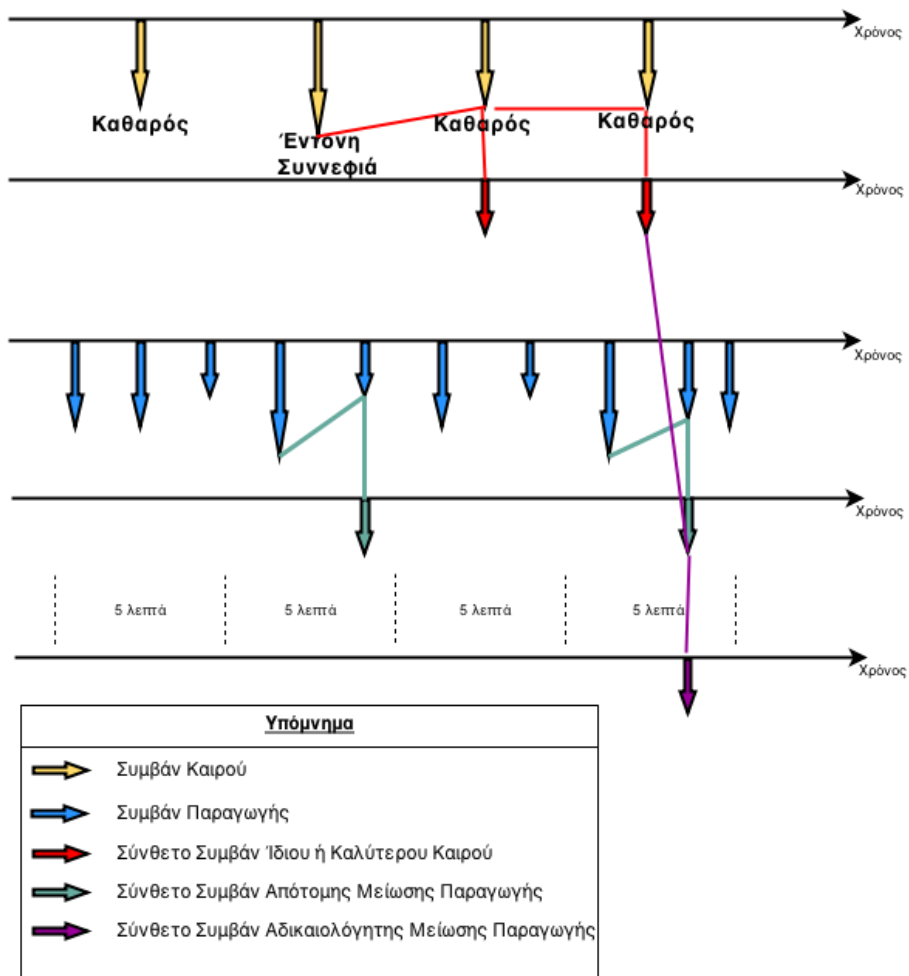 Χρόνος
Καθαρός
Έντονη
Συννεφιά
Καθαρός
Καθαρός
Χρόνος
Χρόνος
Χρόνος
5 λεπτά
5 λεπτά
5 λεπτά
5 λεπτά
Χρόνος
Υπόμνημα
Συμβάν Καιρού
Συμβάν Παραγωγής
Σύνθετο Συμβάν Ίδιου ή Καλύτερου Καιρού
Σύνθετο Συμβάν Απότομης Μείωσης Παραγωγής
Σύνθετο Συμβάν Αδικαιολόγητης Μείωσης Παραγωγής